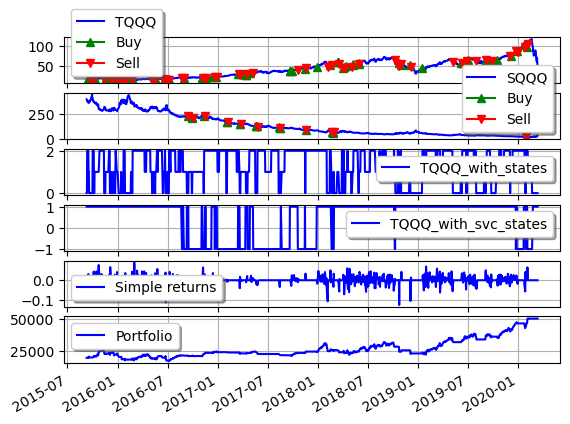 TQQQ
Buy
Sell
100
50
SQQQ
Buy
Sell
250
0
2
0
TQQQ_with_states
1
0
−1
TQQQ_with_svc_states
0.0
−0.1
Simple returns
50000
25000
Portfolio
2015-07
2016-01
2016-07
2017-01
2017-07
2018-01
2018-07
2019-01
2019-07
2020-01